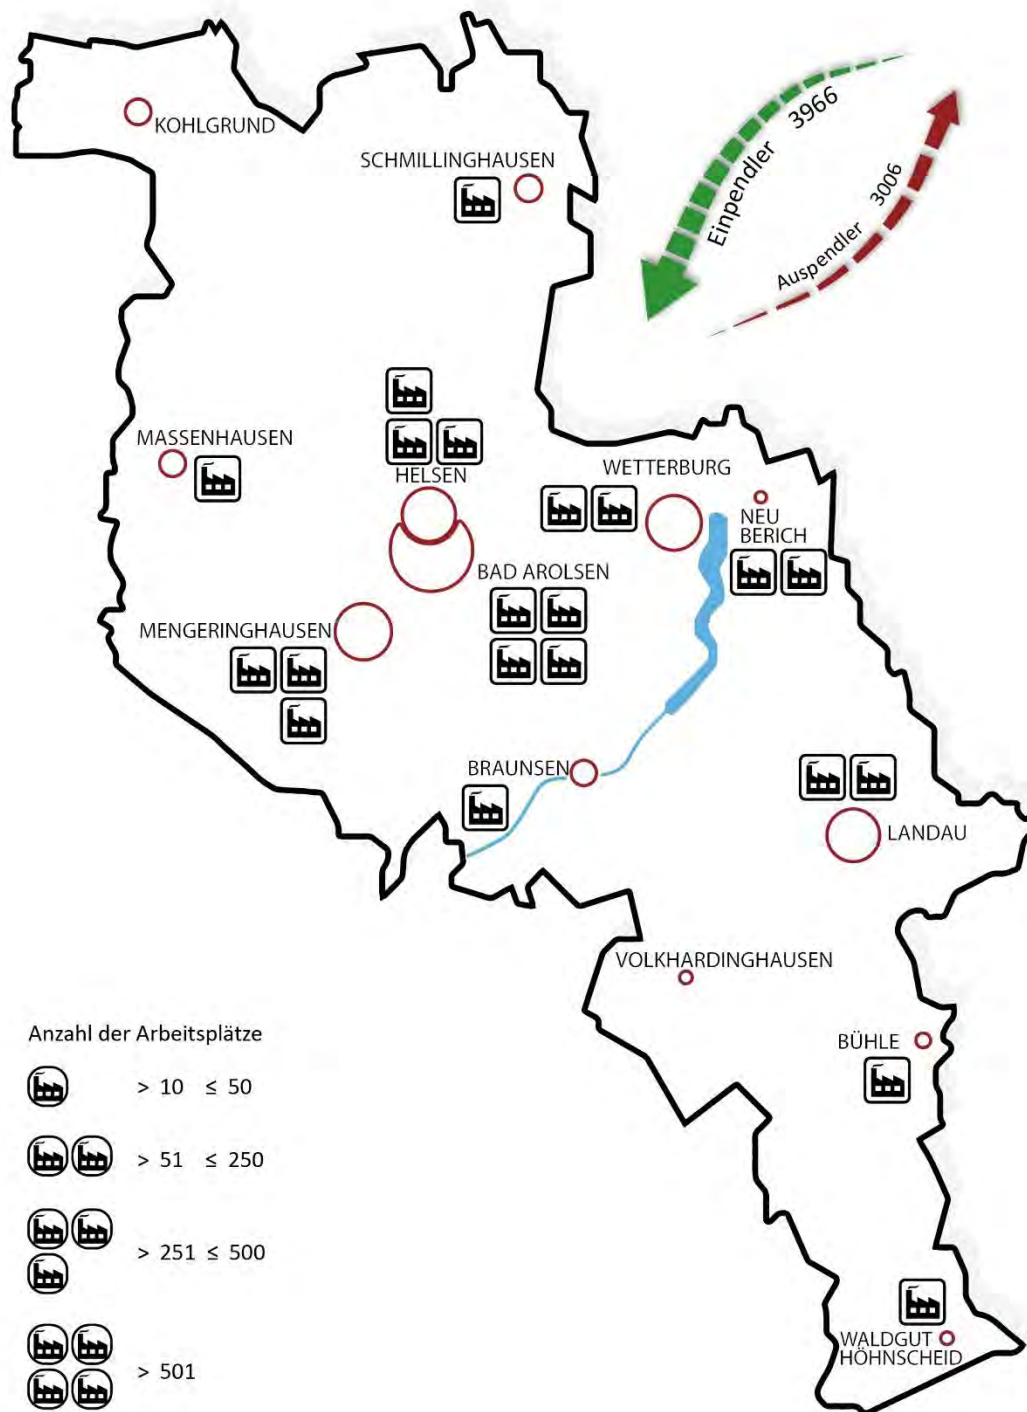 KOHLGRUND
SCHMILLINGHAUSEN
3966
Einpendler
3006
Auspendler
MASSENHAUSEN
HELSEN
WETTERBURG
NEU
BERICH
BAD AROLSEN
MENGERINGHAUSEN
BRAUNSEN
LANDAU
VOLKHARDINGHAUSEN
BÜHLE
WALDGUT
HÖHNSCHEID
Anzahl der Arbeitsplätze
> 10 ≤ 50
> 51 ≤ 250
> 251 ≤ 500
> 501